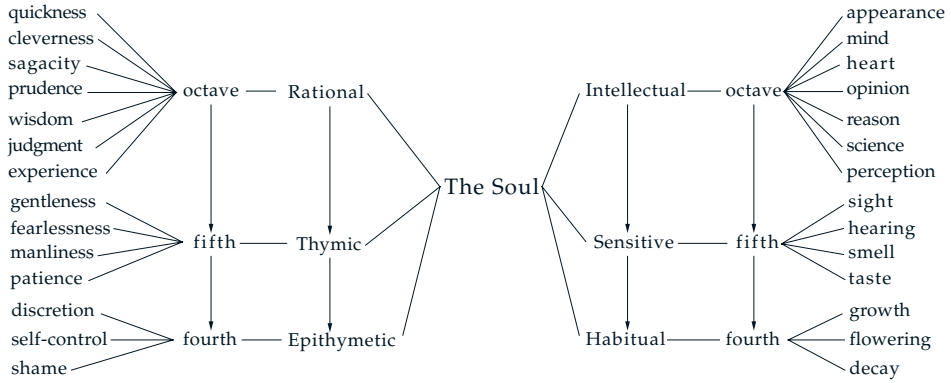 quickness
cleverness
sagacity
prudence
wisdom
judgment
experience
octave
Rational
gentleness
fearlessness
manliness
patience
fifth
Thymic
discretion
self-control
shame
fourth
Epithymetic
The Soul
Intellectual
octave
appearance
mind
heart
opinion
reason
science
perception
Sensitive
fifth
sight
hearing
smell
taste
Habitual
fourth
growth
flowering
decay